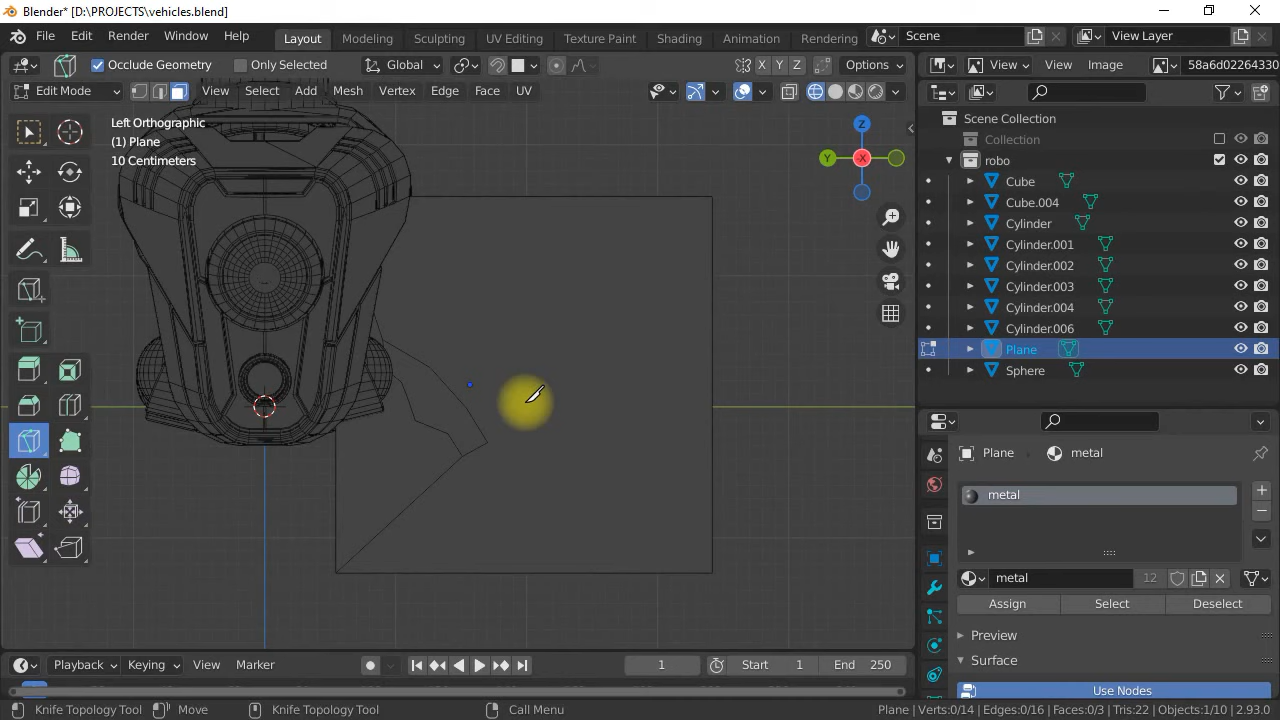 Blender* [D:\PROJECTS\vehicles.blend]
File Edit Render Window Help Layout Modeling Sculpting UV Editing Texture Paint Shading Animation Rendering Scene View Layer
Occlude Geometry Only Selected Global X Y Z Options View View Image 58a6d02264330
Edit Mode View Select Add Mesh Vertex Edge Face UV
Left Orthographic
(1) Plane
10 Centimeters
Z
Y
-X
Scene Collection
Collection
robo
Cube
Cube.004
Cylinder
Cylinder.001
Cylinder.002
Cylinder.003
Cylinder.004
Cylinder.006
Plane
Sphere
Plane metal
metal
metal 12
Assign Select Deselect
Preview
Surface
Use Nodes
Playback Keying View Marker 1 Start 1 End 250
Knife Topology Tool Move Knife Topology Tool Call Menu Plane | Verts:0/14 | Edges:0/16 | Faces:0/3 | Tris:22 | Objects:1/10 | 2.93.0